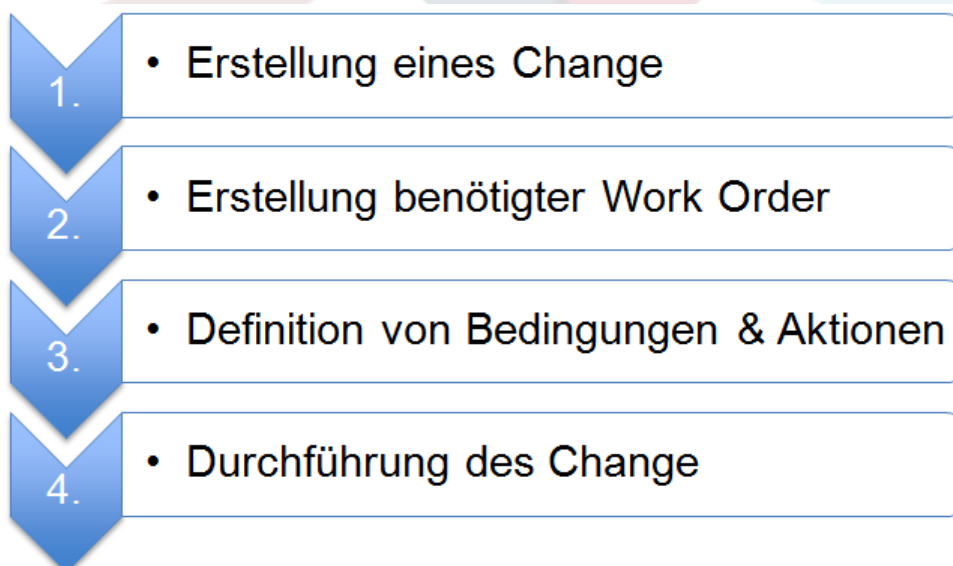 1.
• Erstellung eines Change
2.
• Erstellung benötigter Work Order
3.
• Definition von Bedingungen & Aktionen
4.
• Durchführung des Change